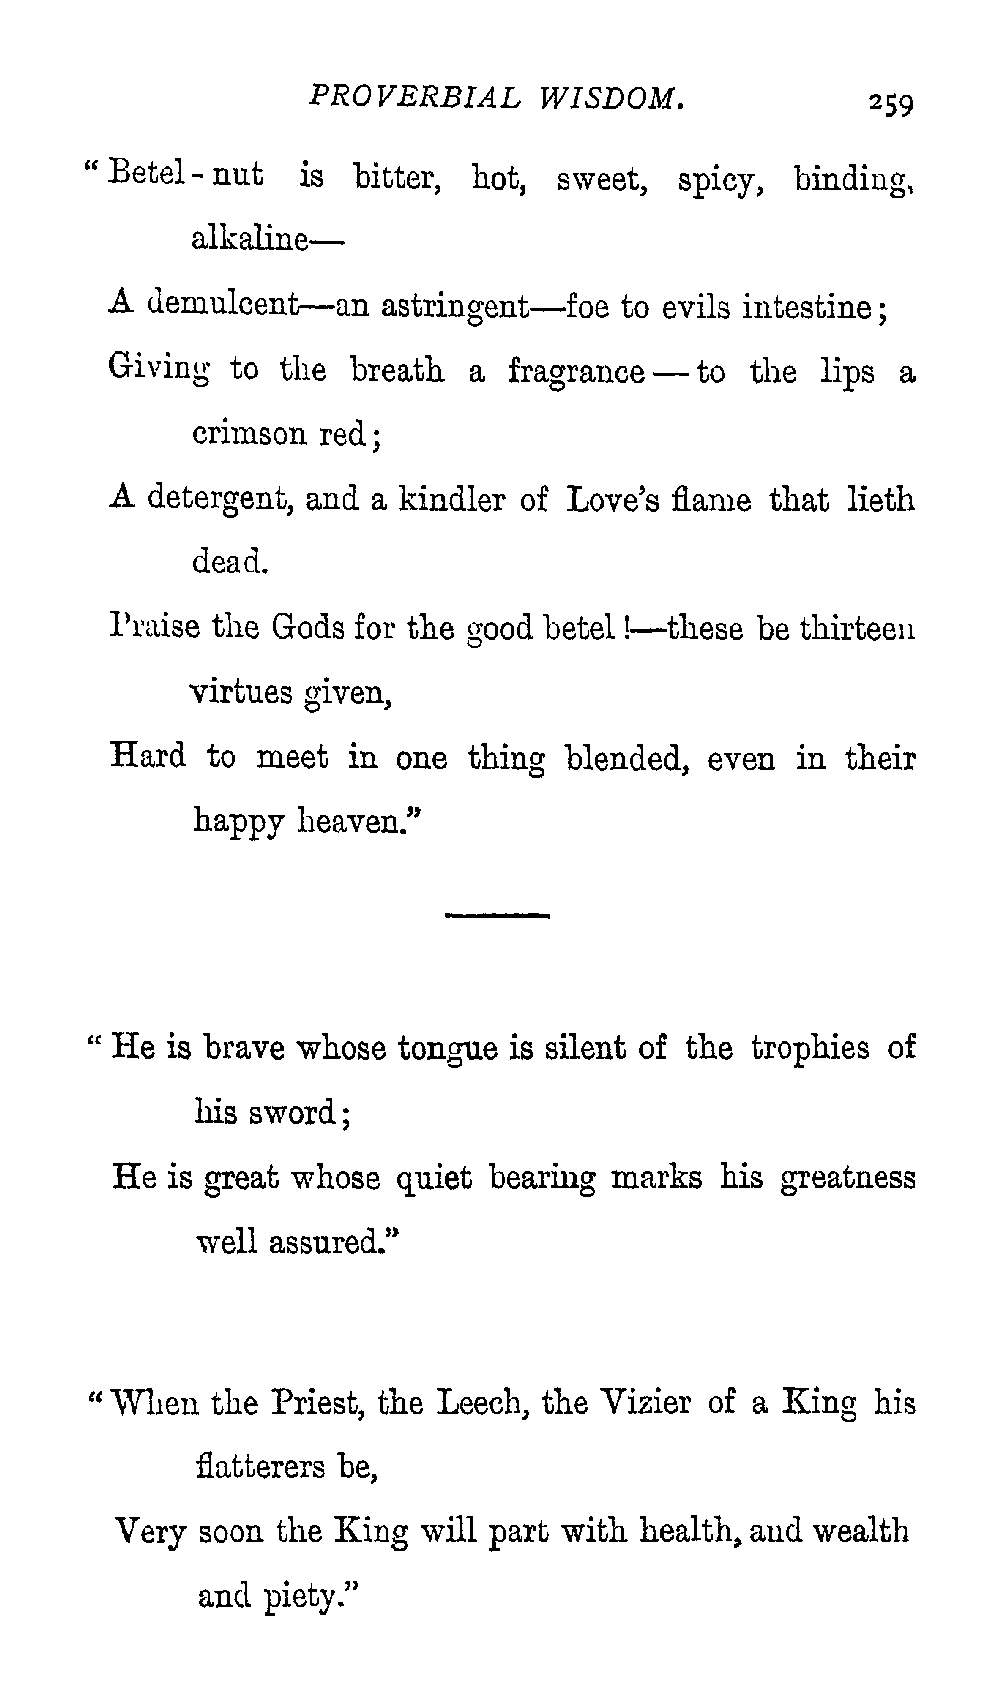 PROVERBIAL WISDOM. 259
“ Betel-nut is bitter, hot, sweet, spicy, binding,
alkaline—
A demulcent—an astringent—foe to evils intestine;
Giving to the breath a fragrance—to the lips a
crimson red;
A detergent, and a kindler of Love’s flame that lieth
dead.
Praise the Gods for the good betel!—these be thirteen
virtues given,
Hard to meet in one thing blended, even in their
happy heaven.”
“ He is brave whose tongue is silent of the trophies of
his sword;
He is great whose quiet bearing marks his greatness
well assured.”
“ When the Priest, the Leech, the Vizier of a King his
flatterers be,
Very soon the King will part with health, and wealth
and piety.”